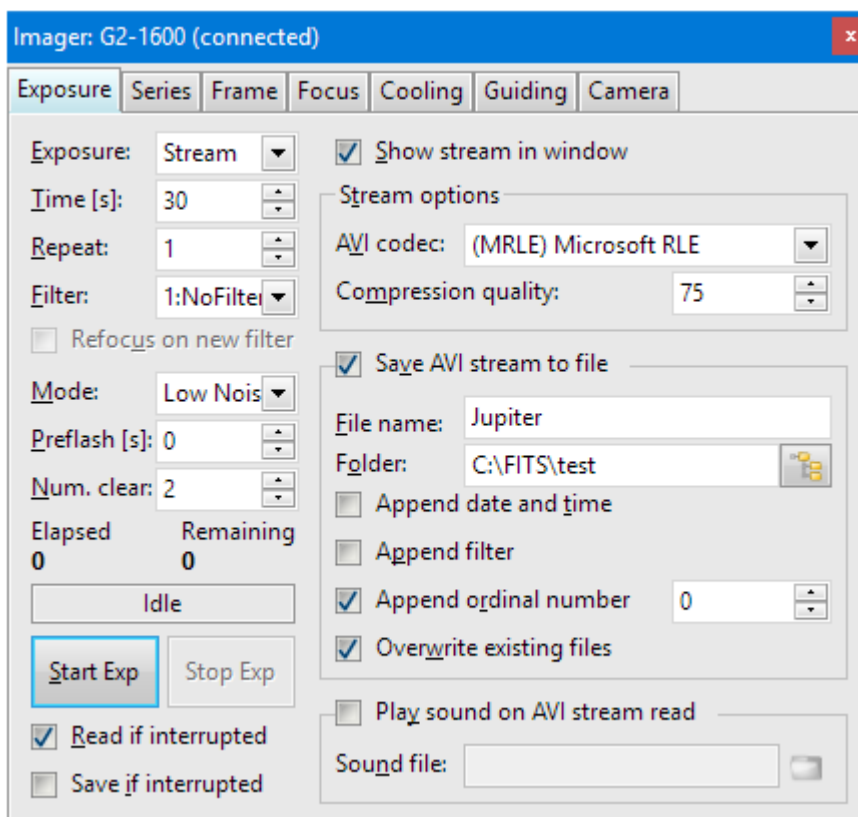 Imager: G2-1600 (connected)
x
Exposure Series Frame Focus Cooling Guiding Camera
Exposure: Stream
Time [s]: 30
Repeat: 1
Filter: 1:NoFilte
Refocus on new filter
Mode: Low Nois
Preflash [s]: 0
Num. clear: 2
Elapsed Remaining
0 0
Idle
Start Exp Stop Exp
Read if interrupted
Save if interrupted
Show stream in window
Stream options
AVI codec: (MRLE) Microsoft RLE
Compression quality: 75
Save AVI stream to file
File name: Jupiter
Folder: C:\FITS\test
Append date and time
Append filter
Append ordinal number 0
Overwrite existing files
Play sound on AVI stream read
Sound file: